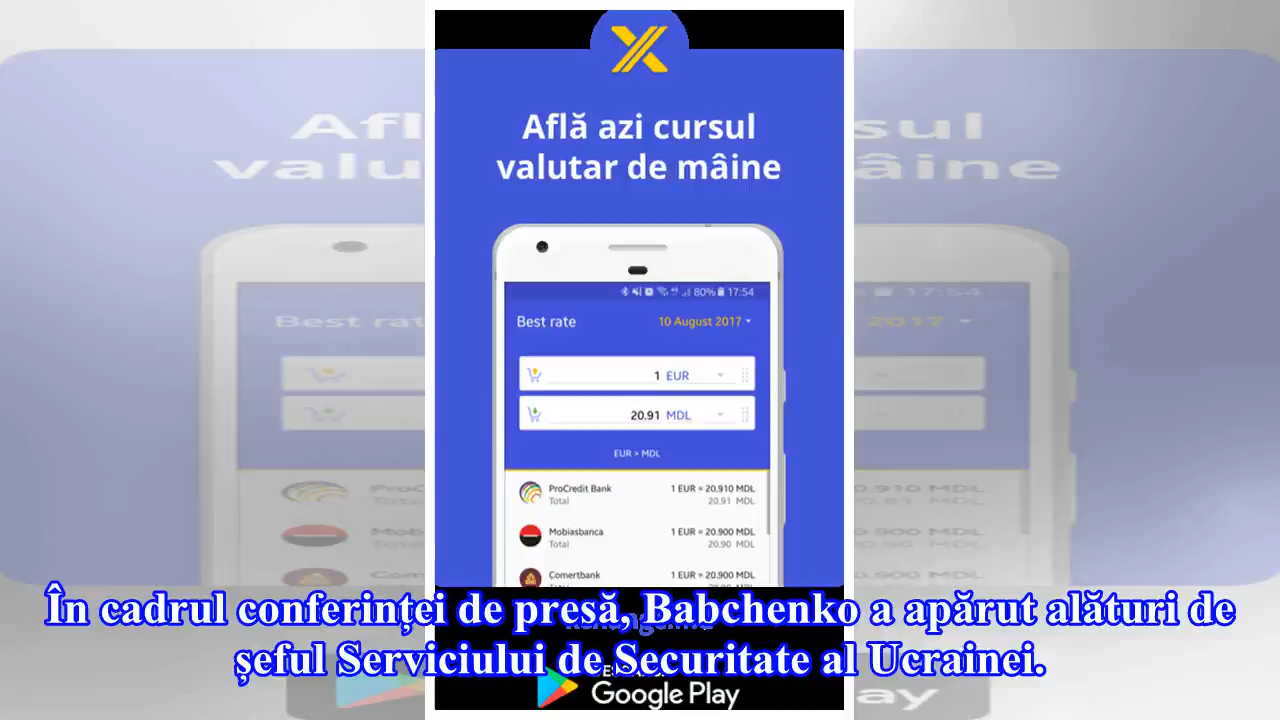 Află azi cursul
valutar de mâine
80% 17:54
Best rate 10 August 2017
1 EUR
20.91 MDL
EUR > MDL
ProCredit Bank 1 EUR = 20.910 MDL
Total 20.91 MDL
Mobiasbanca 1 EUR = 20.900 MDL
Total 20.90 MDL
Comertbank 1 EUR = 20.900 MDL
În cadrul conferinței de presă, Babchenko a apărut alături de
șeful Serviciului de Securitate al Ucrainei.
Google Play